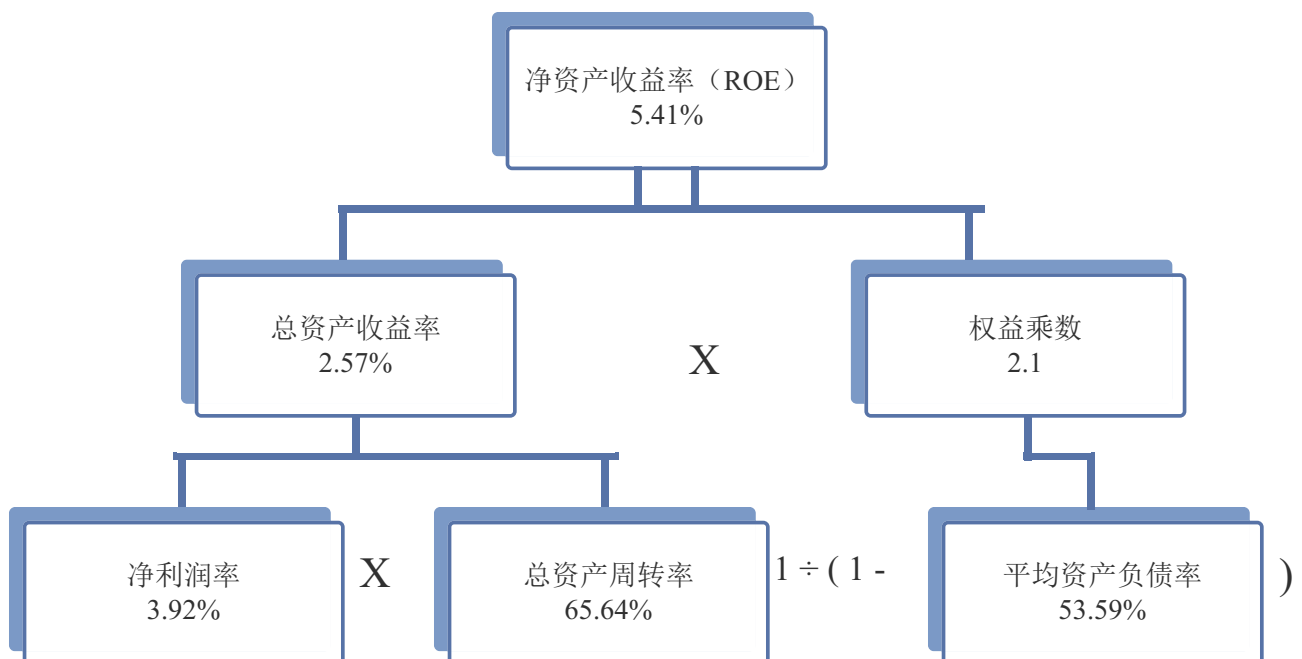 净资产收益率（ROE）
5.41%
总资产收益率
2.57%
X
权益乘数
2.1
净利润率
3.92%
X
总资产周转率
65.64%
1 ÷ ( 1 -
平均资产负债率
53.59%
)